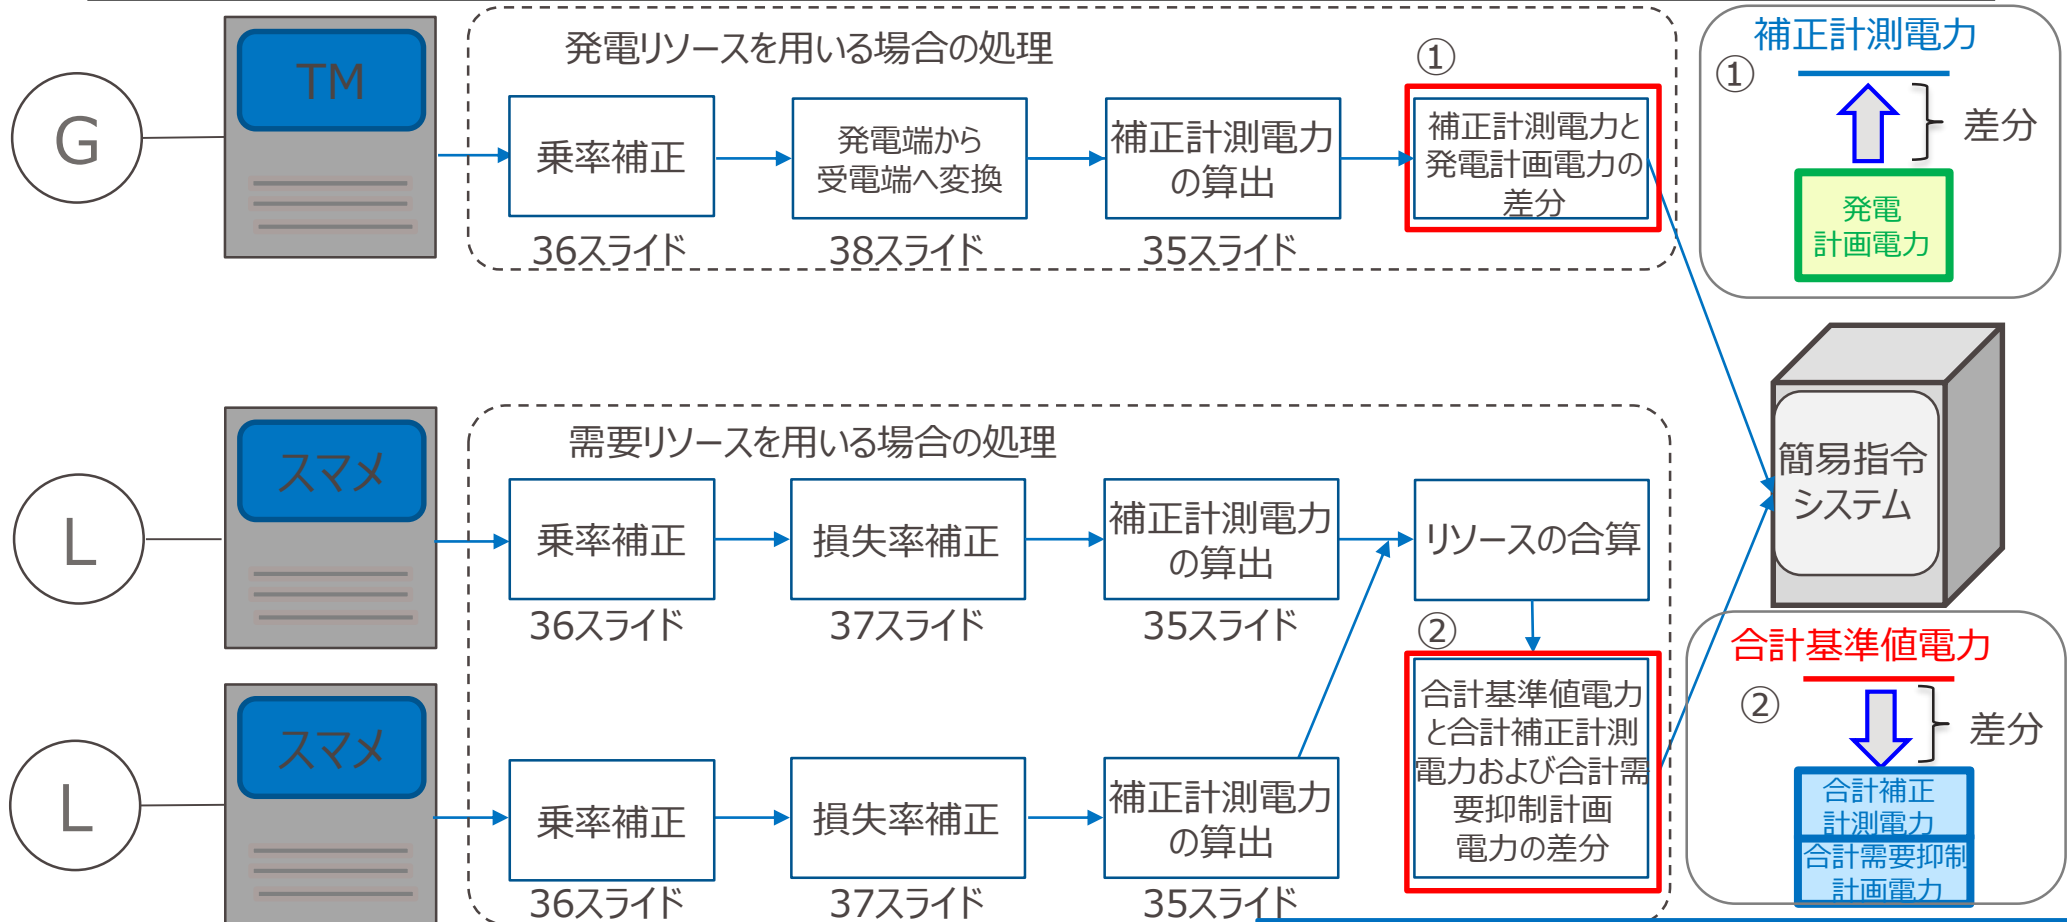 発電リソースを用いる場合の処理
G
TM
乗率補正
36スライド
発電端から
受電端へ変換
38スライド
補正計測電力
の算出
35スライド
①
補正計測電力と
発電計画電力の
差分
補正計測電力
①
差分
発電
計画電力
簡易指令
システム
需要リソースを用いる場合の処理
L
スマメ
乗率補正
36スライド
損失率補正
37スライド
補正計測電力
の算出
35スライド
リソースの合算
L
スマメ
乗率補正
36スライド
損失率補正
37スライド
補正計測電力
の算出
35スライド
②
合計基準値電力
と合計補正計測
電力および合計需
要抑制計画
電力の差分
合計基準値電力
②
差分
合計補正
計測電力
合計需要抑制
計画電力